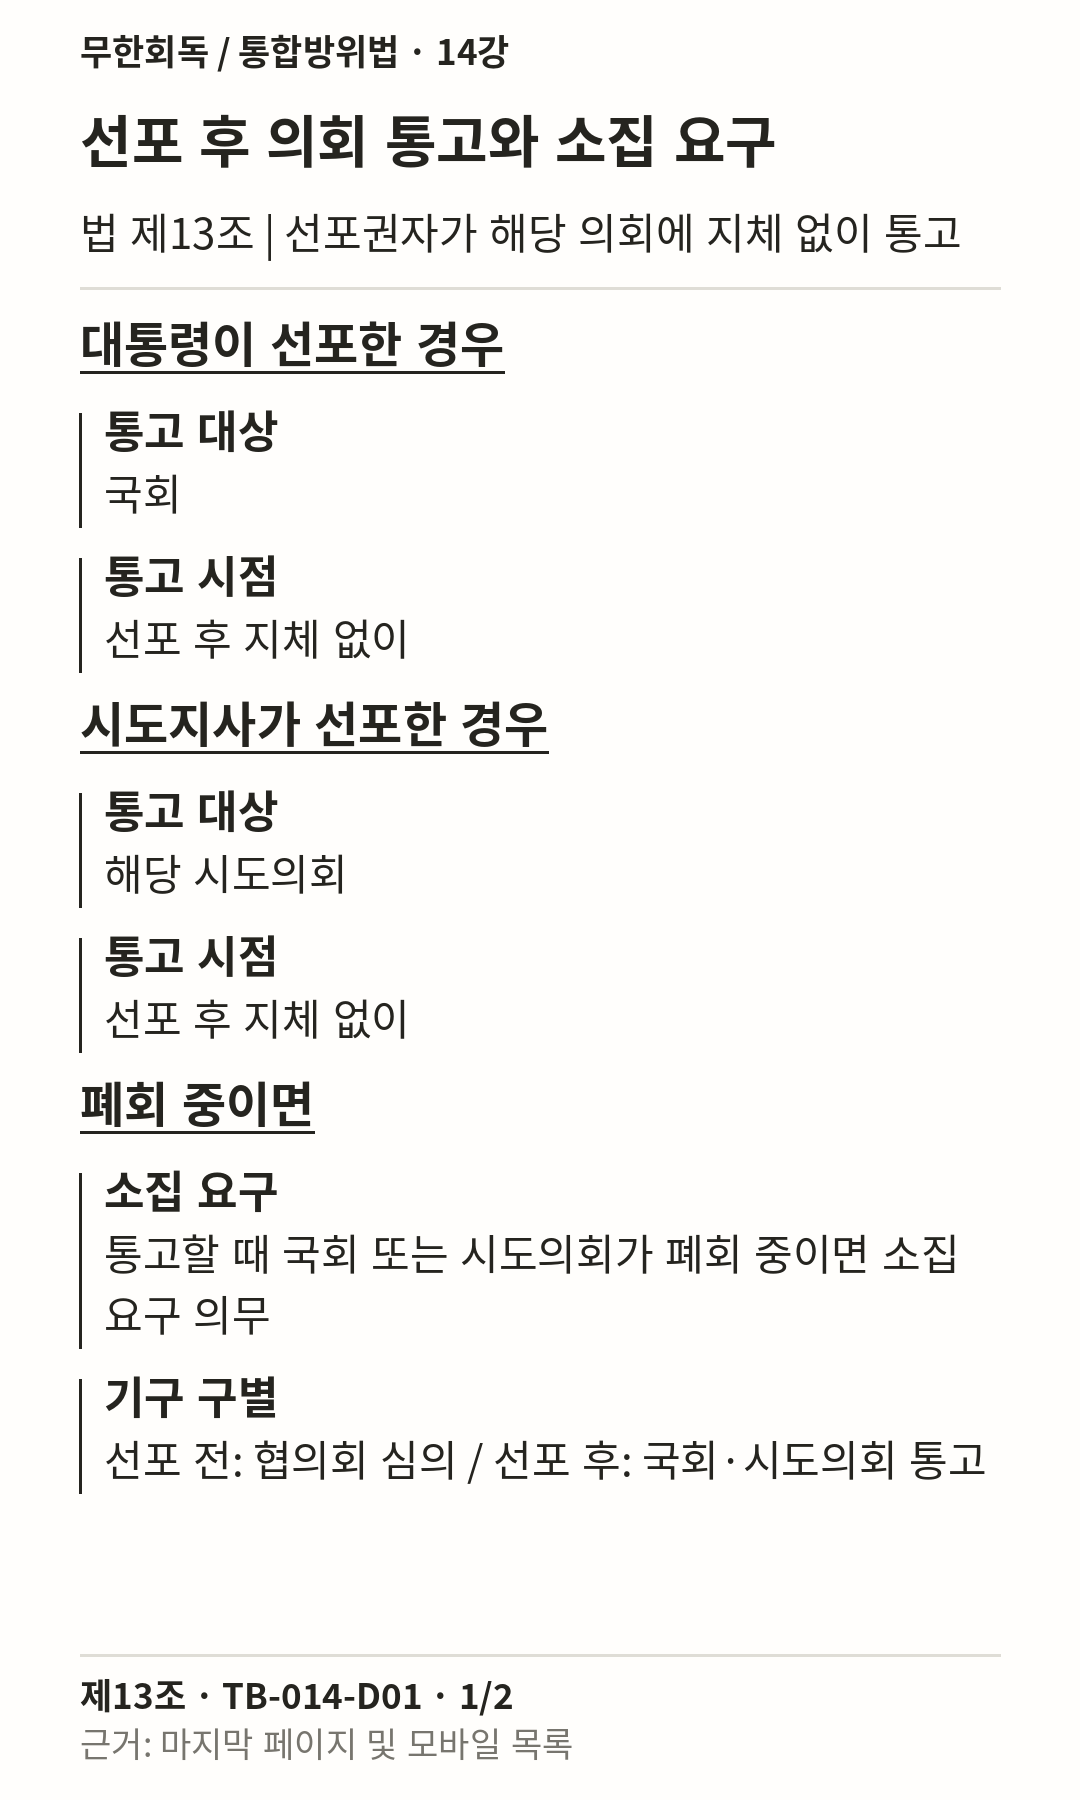 무한회독 / 통합방위법 · 14강
선포 후 의회 통고와 소집 요구
법 제13조 | 선포권자가 해당 의회에 지체 없이 통고
대통령이 선포한 경우
통고 대상
국회
통고 시점
선포 후 지체 없이
시도지사가 선포한 경우
통고 대상
해당 시도의회
통고 시점
선포 후 지체 없이
폐회 중이면
소집 요구
통고할 때 국회 또는 시도의회가 폐회 중이면 소집
요구 의무
기구 구별
선포 전: 협의회 심의 / 선포 후: 국회·시도의회 통고
제13조 · TB-014-D01 · 1/2
근거: 마지막 페이지 및 모바일 목록